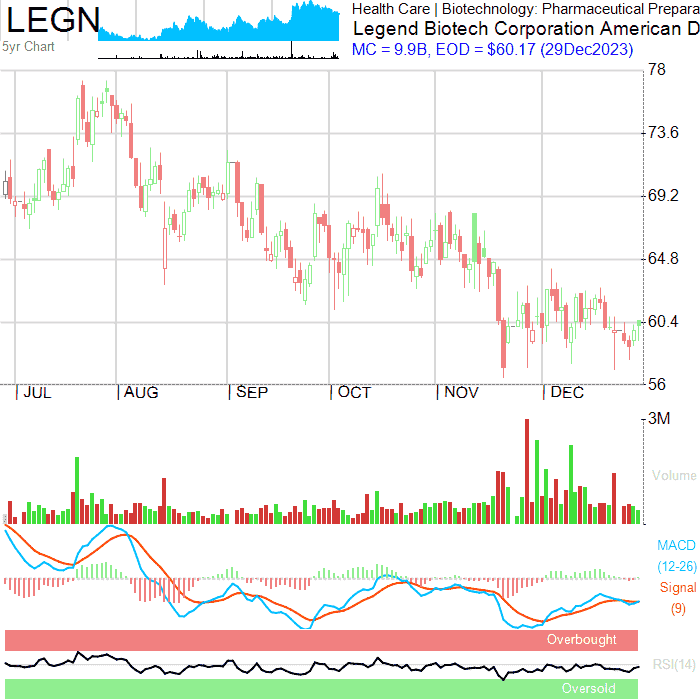 LEGN
5yr Chart
Health Care | Biotechnology: Pharmaceutical Prepara
Legend Biotech Corporation American D
MC = 9.9B, EOD = $60.17 (29Dec2023)
78
73.6
69.2
64.8
60.4
56
| JUL | AUG | SEP | OCT | NOV | DEC
3M
Volume
MACD
(12-26)
Signal
(9)
Overbought
RSI(14)
Oversold